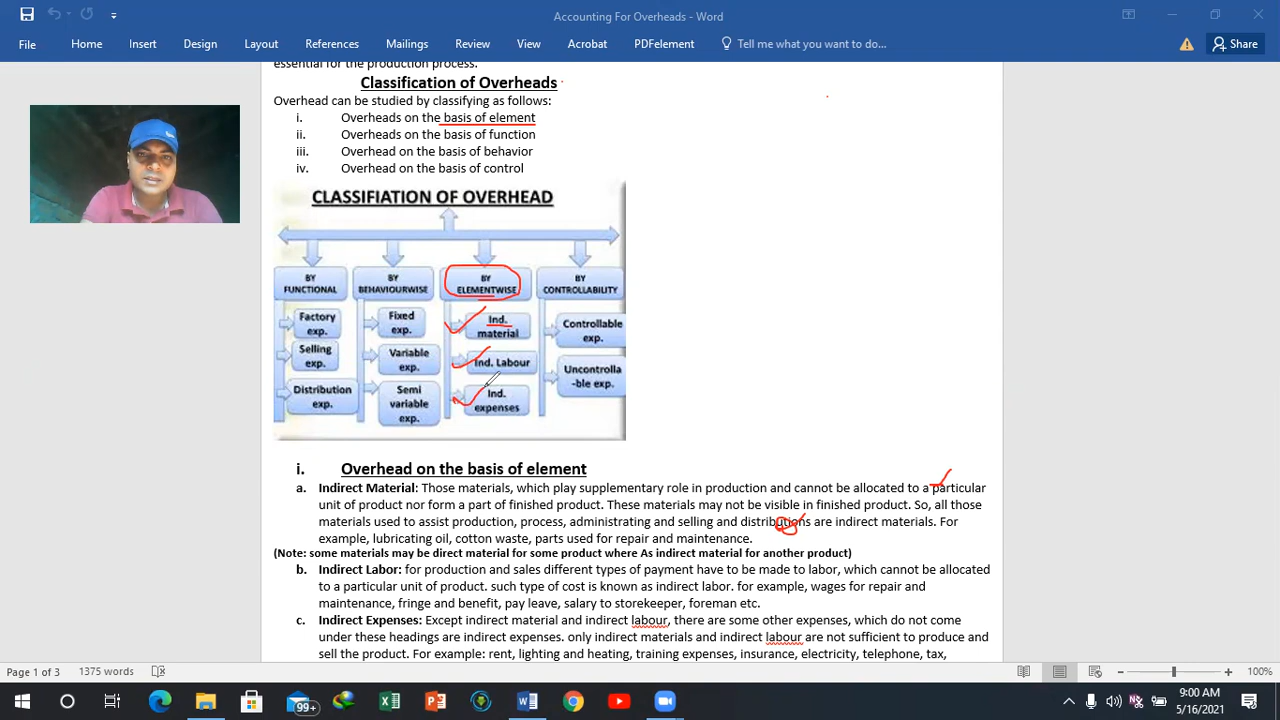 Accounting For Overheads - Word
File Home Insert Design Layout References Mailings Review View Acrobat PDFelement Tell me what you want to do... Share
essential for the production process.
Classification of Overheads
Overhead can be studied by classifying as follows:
i. Overheads on the basis of element
ii. Overheads on the basis of function
iii. Overhead on the basis of behavior
iv. Overhead on the basis of control
CLASSIFIATION OF OVERHEAD
BY FUNCTIONAL
Factory exp.
Selling exp.
Distribution exp.
BY BEHAVIOURWISE
Fixed exp.
Variable exp.
Semi variable exp.
BY ELEMENTWISE
Ind. material
Ind. Labour
Ind. expenses
BY CONTROLLABILITY
Controllable exp.
Uncontrolla -ble exp.
i. Overhead on the basis of element
a. Indirect Material: Those materials, which play supplementary role in production and cannot be allocated to a particular
unit of product nor form a part of finished product. These materials may not be visible in finished product. So, all those
materials used to assist production, process, administrating and selling and distributions are indirect materials. For
example, lubricating oil, cotton waste, parts used for repair and maintenance.
(Note: some materials may be direct material for some product where As indirect material for another product)
b. Indirect Labor: for production and sales different types of payment have to be made to labor, which cannot be allocated
to a particular unit of product. such type of cost is known as indirect labor. for example, wages for repair and
maintenance, fringe and benefit, pay leave, salary to storekeeper, foreman etc.
c. Indirect Expenses: Except indirect material and indirect labour, there are some other expenses, which do not come
under these headings are indirect expenses. only indirect materials and indirect labour are not sufficient to produce and
sell the product. For example: rent, lighting and heating, training expenses, insurance, electricity, telephone, tax,
Page 1 of 3 1375 words 100%
99+
9:00 AM
5/16/2021